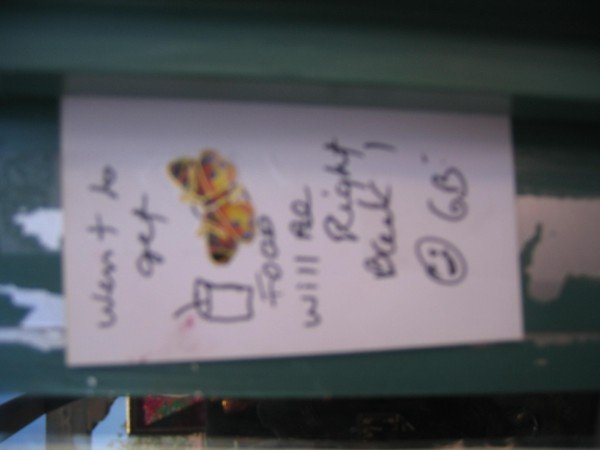 Went to
get
FOOD
Will BE
Right
Back,
GB